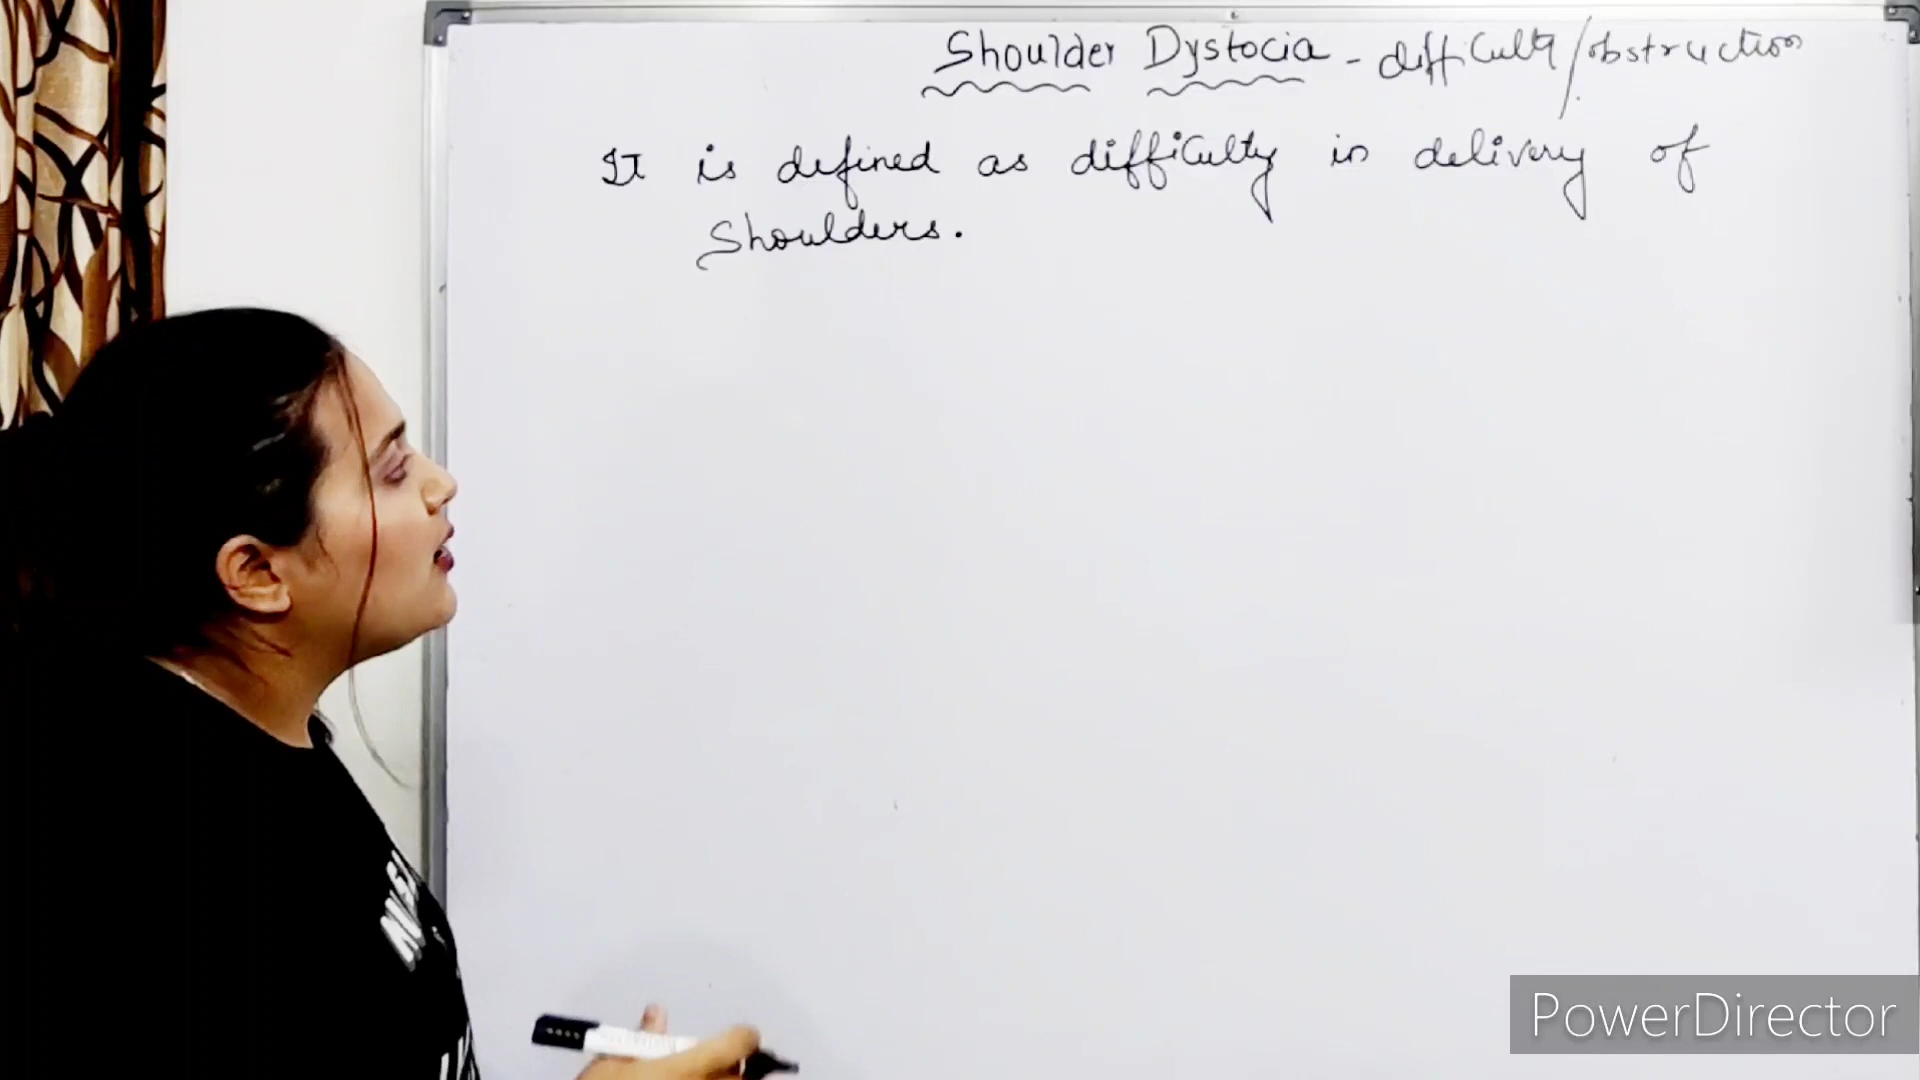 Shoulder Dystocia - difficulty/obstruction
It is defined as difficulty in delivery of
Shoulders.
PowerDirector